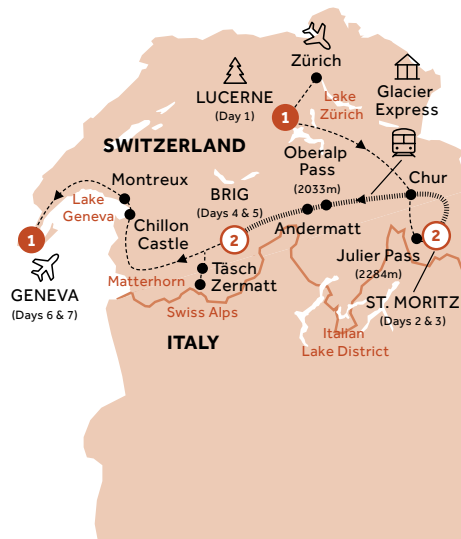 Zürich
LUCERNE
(Day 1)
Lake
Zürich
Glacier
Express
1
SWITZERLAND
Oberalp
Pass
(2033m)
Chur
Montreux
BRIG
(Days 4 & 5)
Lake
Geneva
Chillon
Castle
Andermatt
1
2
2
GENEVA
(Days 6 & 7)
Julier Pass
(2284m)
Täsch
Matterhorn
Zermatt
ST. MORITZ
(Days 2 & 3)
Swiss Alps
ITALY
Italian
Lake District